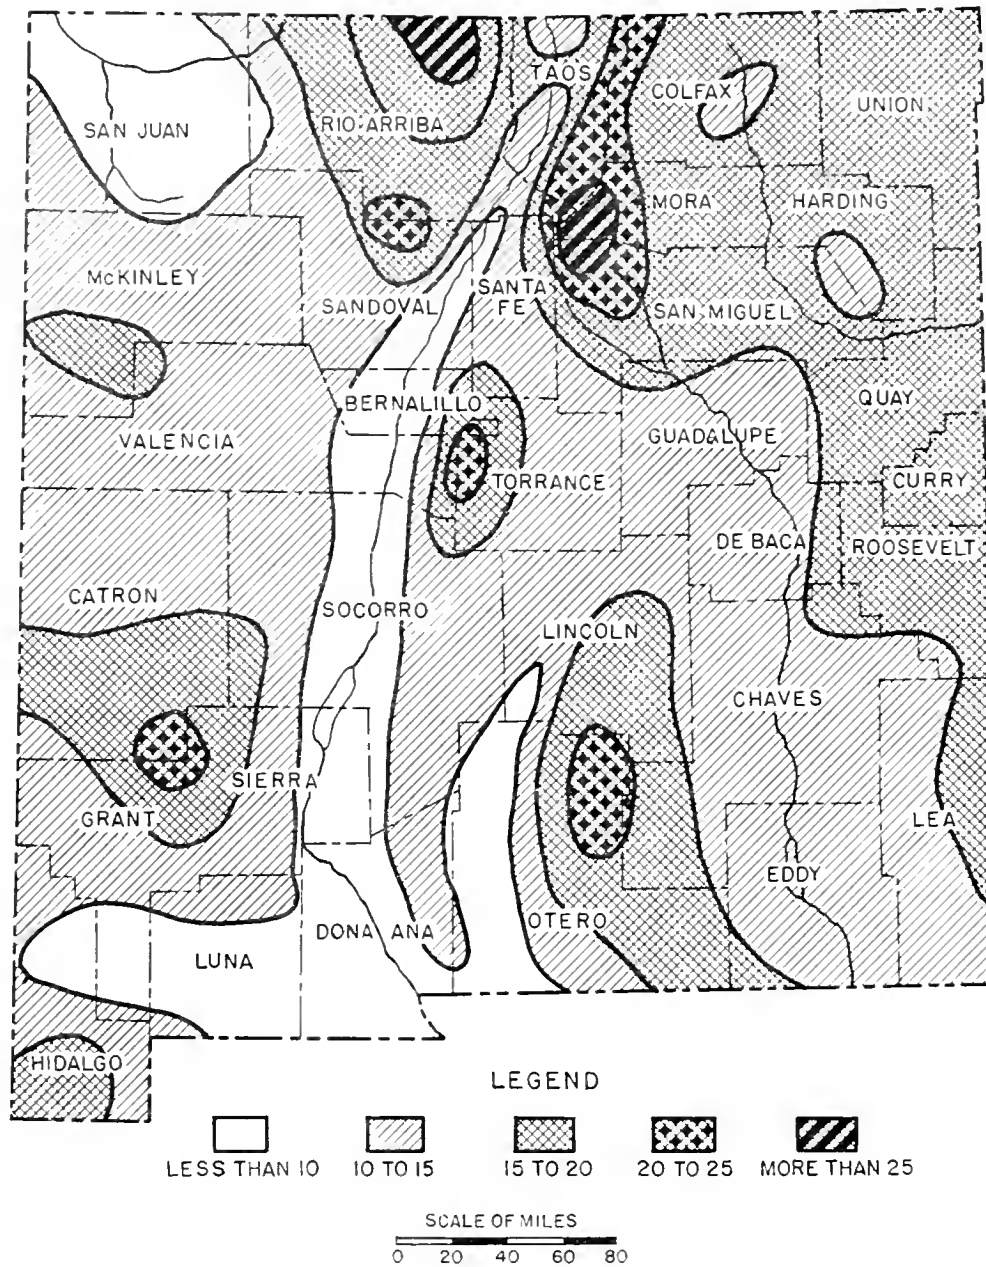 TAOS
COLFAX
UNION
SAN JUAN
RIO ARRIBA
MORA
HARDING
McKINLEY
SANDOVAL
SANTA
FE
SAN MIGUEL
BERNALILLO
QUAY
VALENCIA
GUADALUPE
TORRANCE
CURRY
DE BACA
ROOSEVELT
CATRON
SOCORRO
LINCOLN
CHAVES
SIERRA
GRANT
LEA
EDDY
DONA ANA
OTERO
LUNA
HIDALGO
LEGEND
LESS THAN 10
10 TO 15
15 TO 20
20 TO 25
MORE THAN 25
SCALE OF MILES
0 20 40 60 80